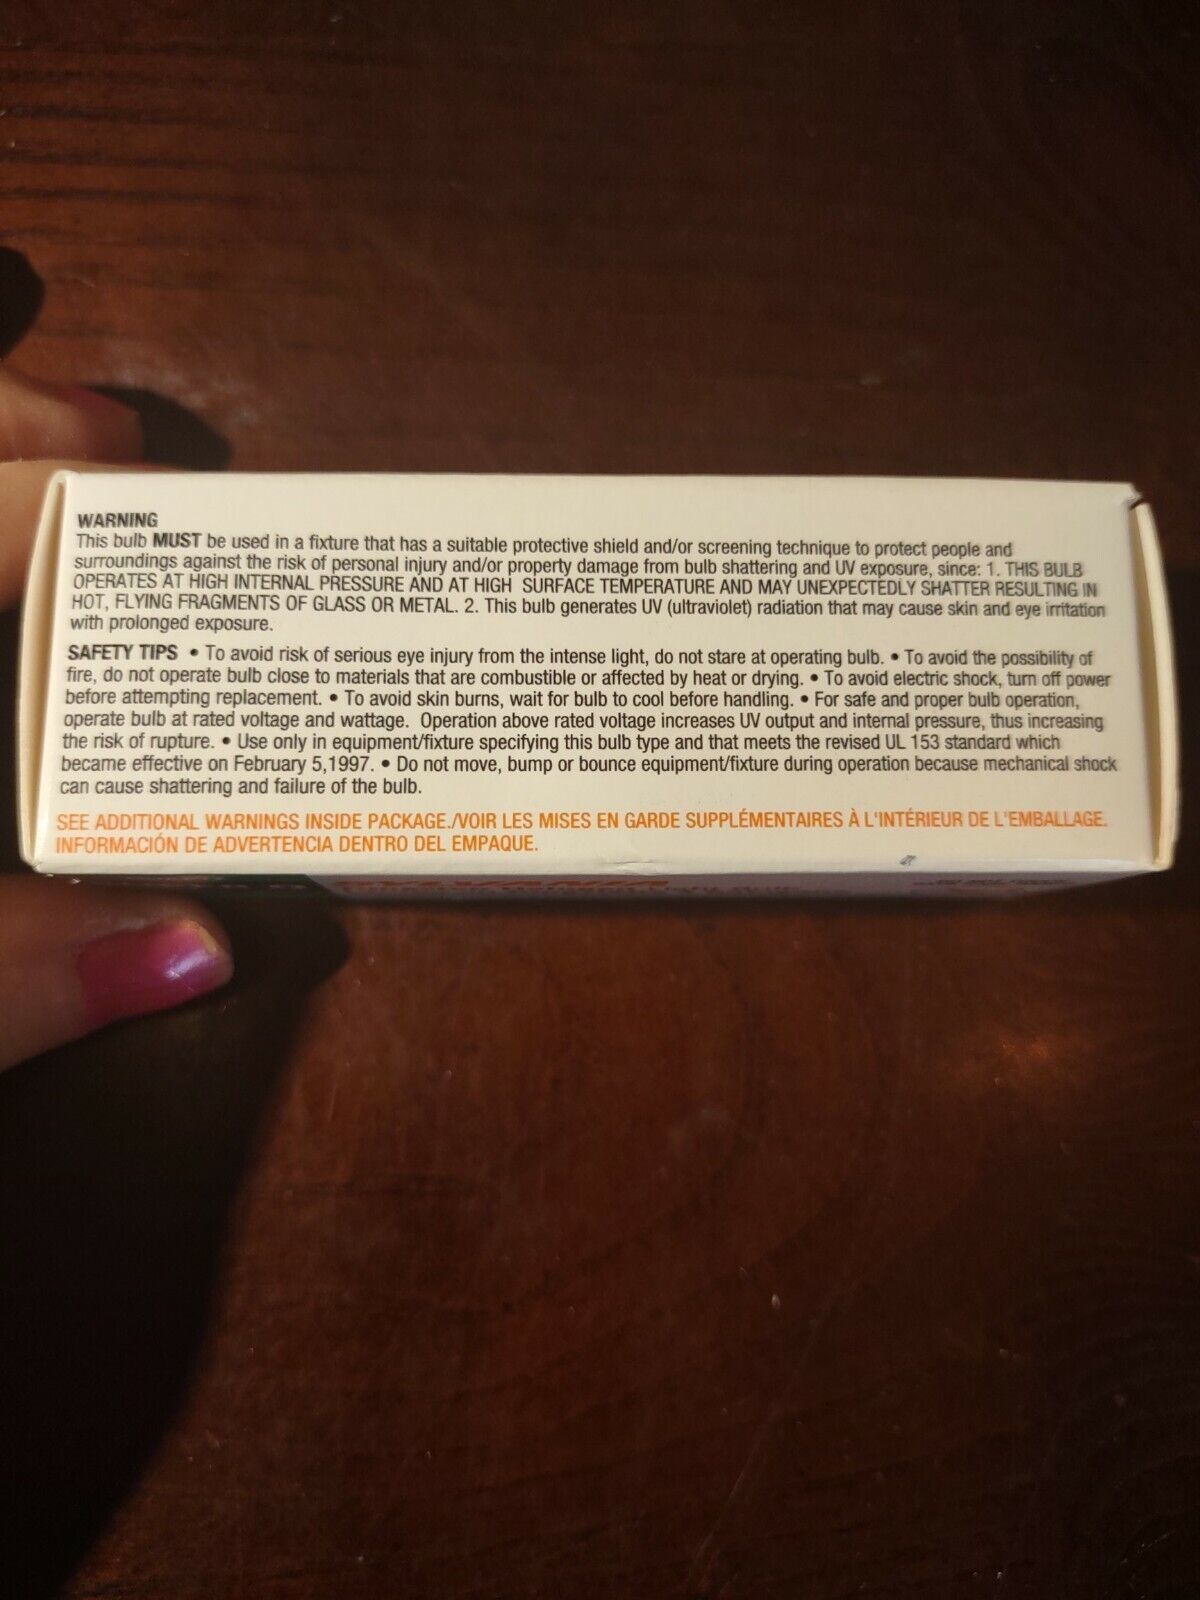 WARNING
This bulb MUST be used in a fixture that has a suitable protective shield and/or screening technique to protect people and
surroundings against the risk of personal injury and/or property damage from bulb shattering and UV exposure, since: 1. THIS BULB
OPERATES AT HIGH INTERNAL PRESSURE AND AT HIGH SURFACE TEMPERATURE AND MAY UNEXPECTEDLY SHATTER RESULTING IN
HOT, FLYING FRAGMENTS OF GLASS OR METAL. 2. This bulb generates UV (ultraviolet) radiation that may cause skin and eye irritation
with prolonged exposure.
SAFETY TIPS • To avoid risk of serious eye injury from the intense light, do not stare at operating bulb. • To avoid the possibility of
fire, do not operate bulb close to materials that are combustible or affected by heat or drying. • To avoid electric shock, turn off power
before attempting replacement. • To avoid skin burns, wait for bulb to cool before handling. • For safe and proper bulb operation,
operate bulb at rated voltage and wattage. Operation above rated voltage increases UV output and internal pressure, thus increasing
the risk of rupture. • Use only in equipment/fixture specifying this bulb type and that meets the revised UL 153 standard which
became effective on February 5,1997. • Do not move, bump or bounce equipment/fixture during operation because mechanical shock
can cause shattering and failure of the bulb.
SEE ADDITIONAL WARNINGS INSIDE PACKAGE./VOIR LES MISES EN GARDE SUPPLÉMENTAIRES À L'INTÉRIEUR DE L'EMBALLAGE.
INFORMACIÓN DE ADVERTENCIA DENTRO DEL EMPAQUE.
SYLVANIA